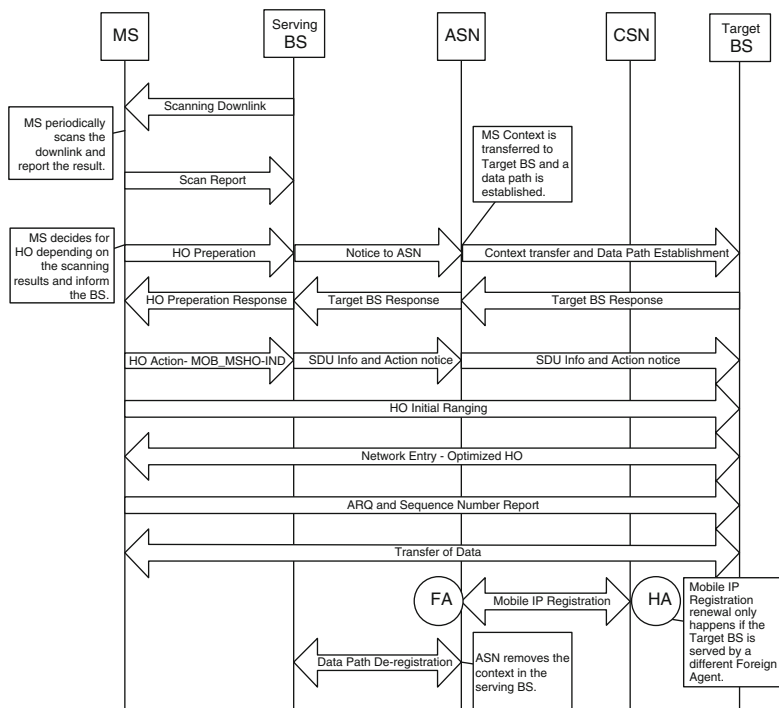 MS
Serving
BS
ASN
CSN
Target
BS
Scanning Downlink
MS periodically
scans the
downlink and
report the result.
MS Context is
transferred to
Target BS and a
data path is
established.
Scan Report
MS decides for
HO depending on
the scanning
results and inform
the BS.
HO Preperation
Notice to ASN
Context transfer and Data Path Establishment
HO Preperation Response
Target BS Response
Target BS Response
HO Action- MOB_MSHO-IND
SDU Info and Action notice
SDU Info and Action notice
HO Initial Ranging
Network Entry - Optimized HO
ARQ and Sequence Number Report
Transfer of Data
FA
Mobile IP Registration
HA
Mobile IP
Registration
renewal only
happens if the
Target BS is
served by a
different Foreign
Agent.
Data Path De-registration
ASN removes the
context in the
serving BS.